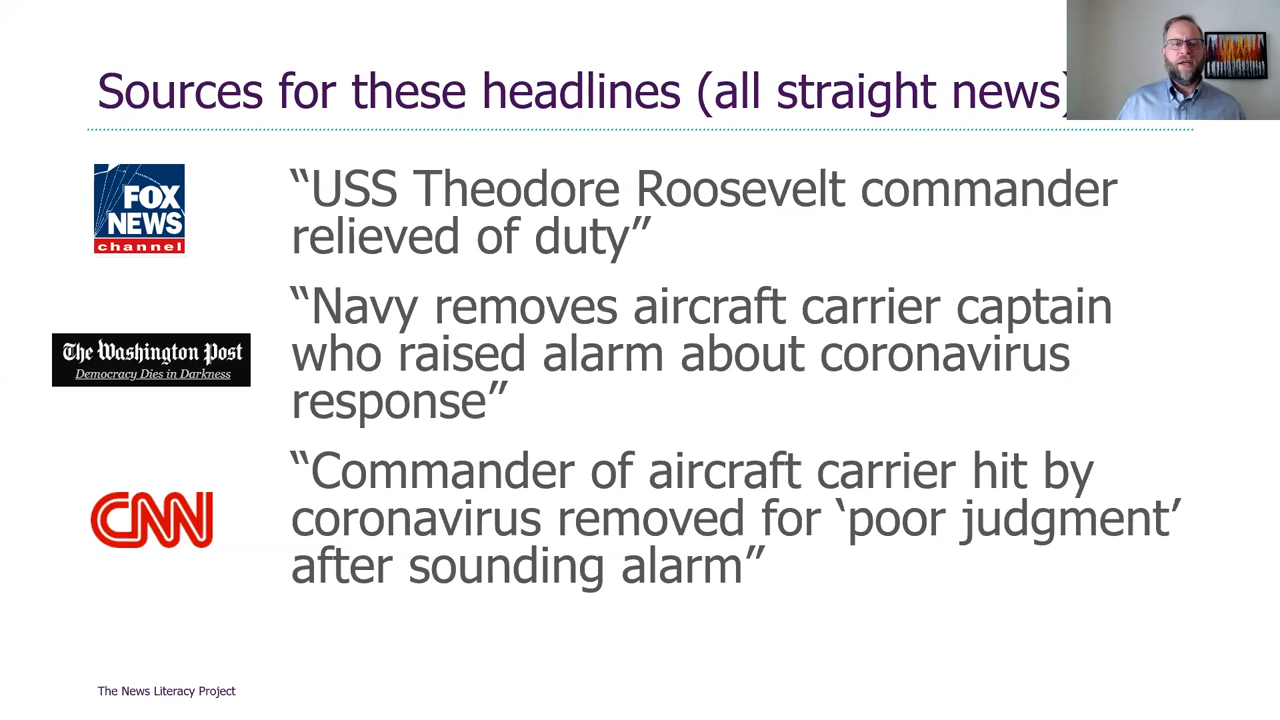 Sources for these headlines (all straight news)
FOX
NEWS
channel
“USS Theodore Roosevelt commander
relieved of duty”
The Washington Post
Democracy Dies in Darkness
“Navy removes aircraft carrier captain
who raised alarm about coronavirus
response”
CNN
“Commander of aircraft carrier hit by
coronavirus removed for ‘poor judgment’
after sounding alarm”
The News Literacy Project